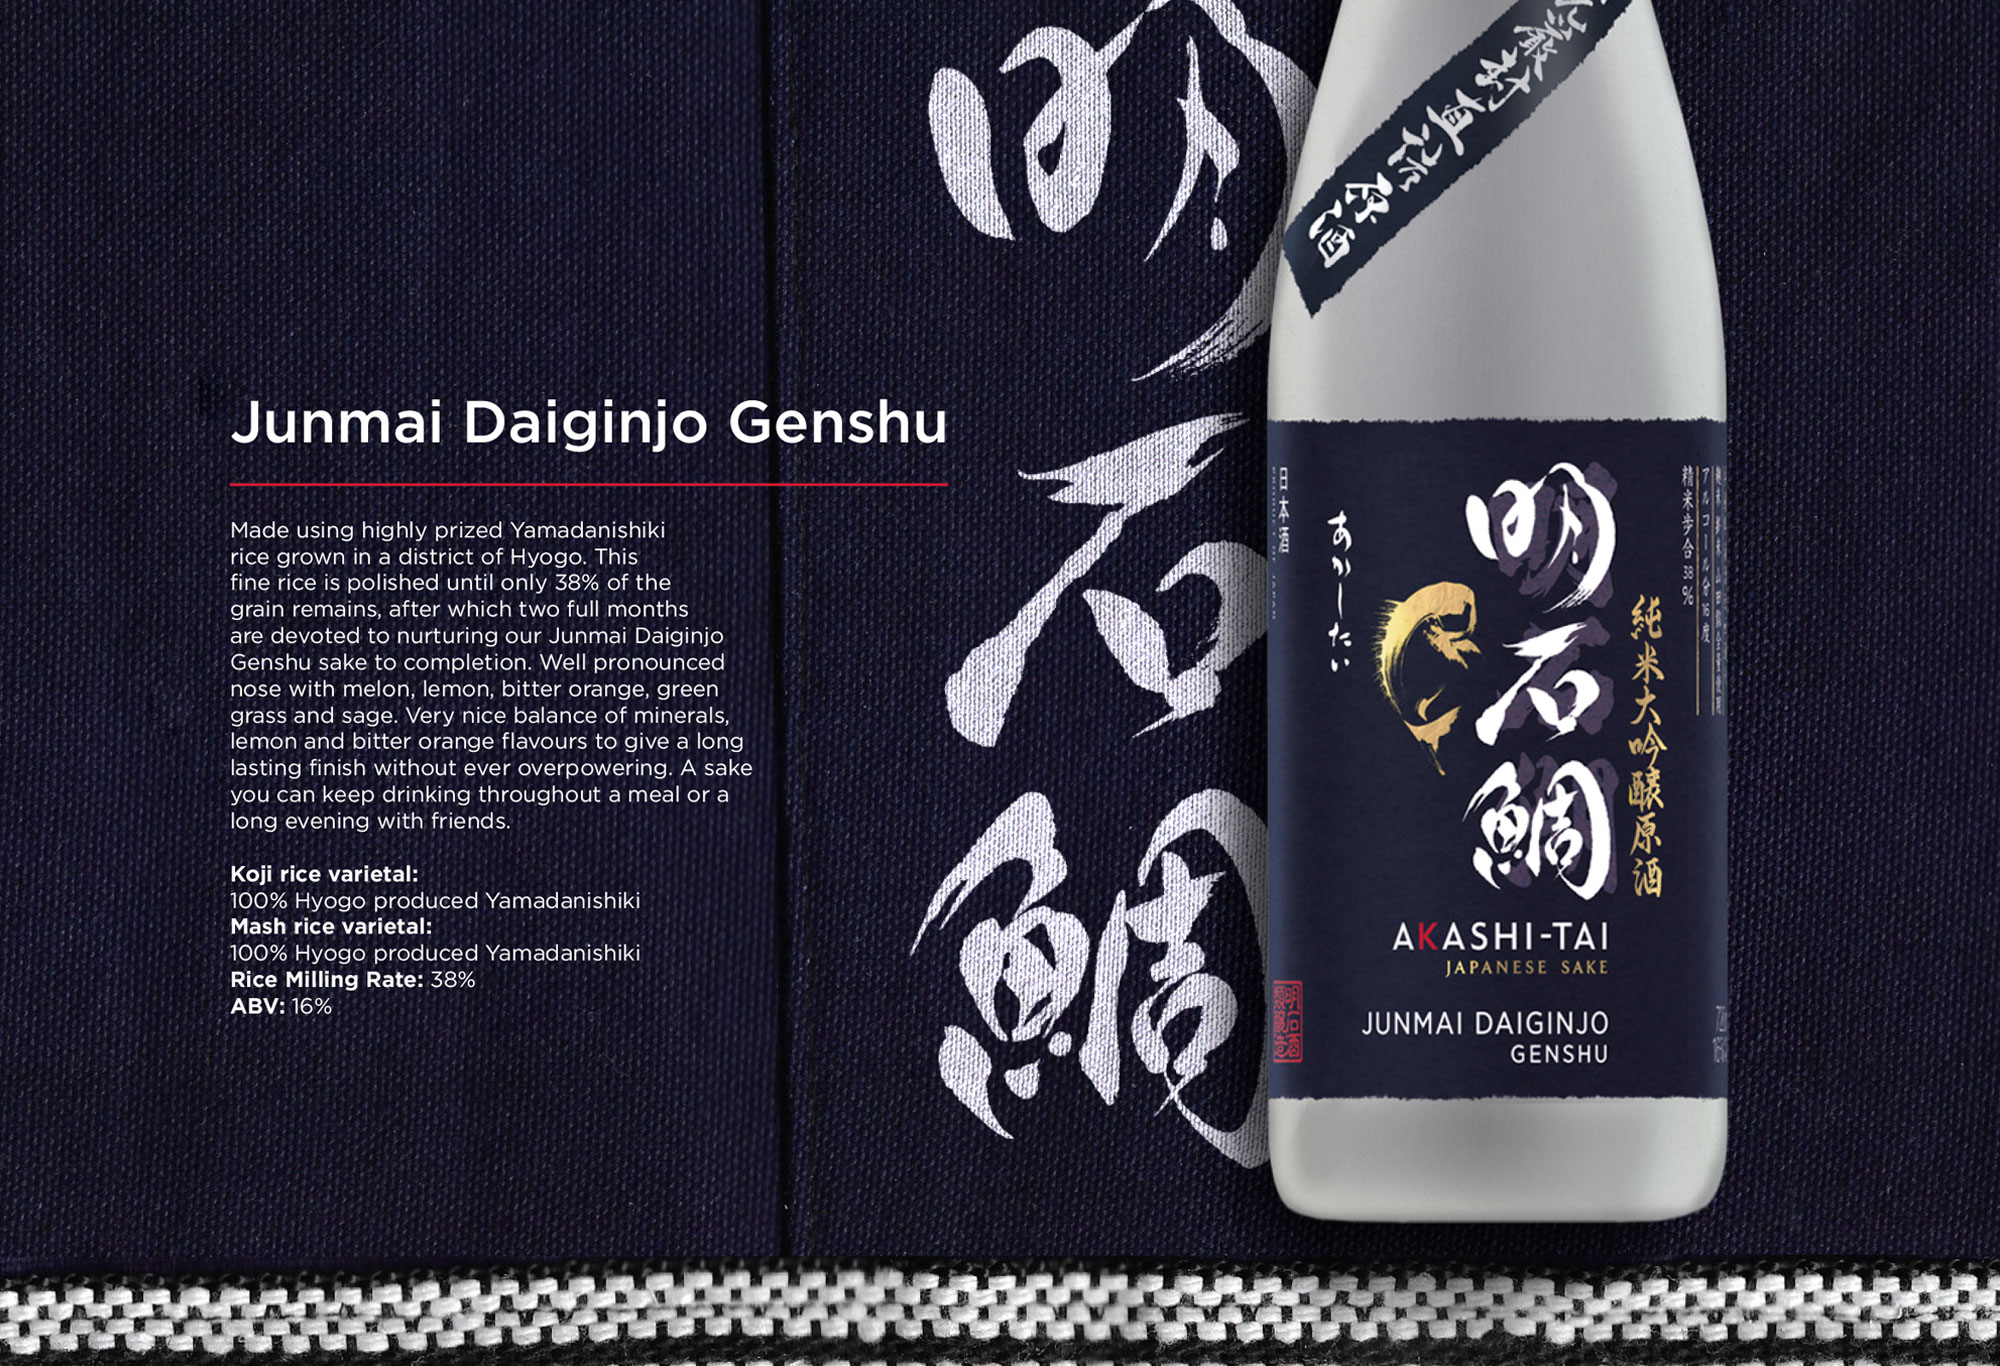 明石鯛
Junmai Daiginjo Genshu
Made using highly prized Yamadanishiki
rice grown in a district of Hyogo. This
fine rice is polished until only 38% of the
grain remains, after which two full months
are devoted to nurturing our Junmai Daiginjo
Genshu sake to completion. Well pronounced
nose with melon, lemon, bitter orange, green
grass and sage. Very nice balance of minerals,
lemon and bitter orange flavours to give a long
lasting finish without ever overpowering. A sake
you can keep drinking throughout a meal or a
long evening with friends.
Koji rice varietal:
100% Hyogo produced Yamadanishiki
Mash rice varietal:
100% Hyogo produced Yamadanishiki
Rice Milling Rate: 38%
ABV: 16%
原酒
日本酒
あかしたい
明石鯛
純米大吟醸原酒
精米歩合38%
アルコール分16度
AKASHI-TAI
JAPANESE SAKE
JUNMAI DAIGINJO
GENSHU